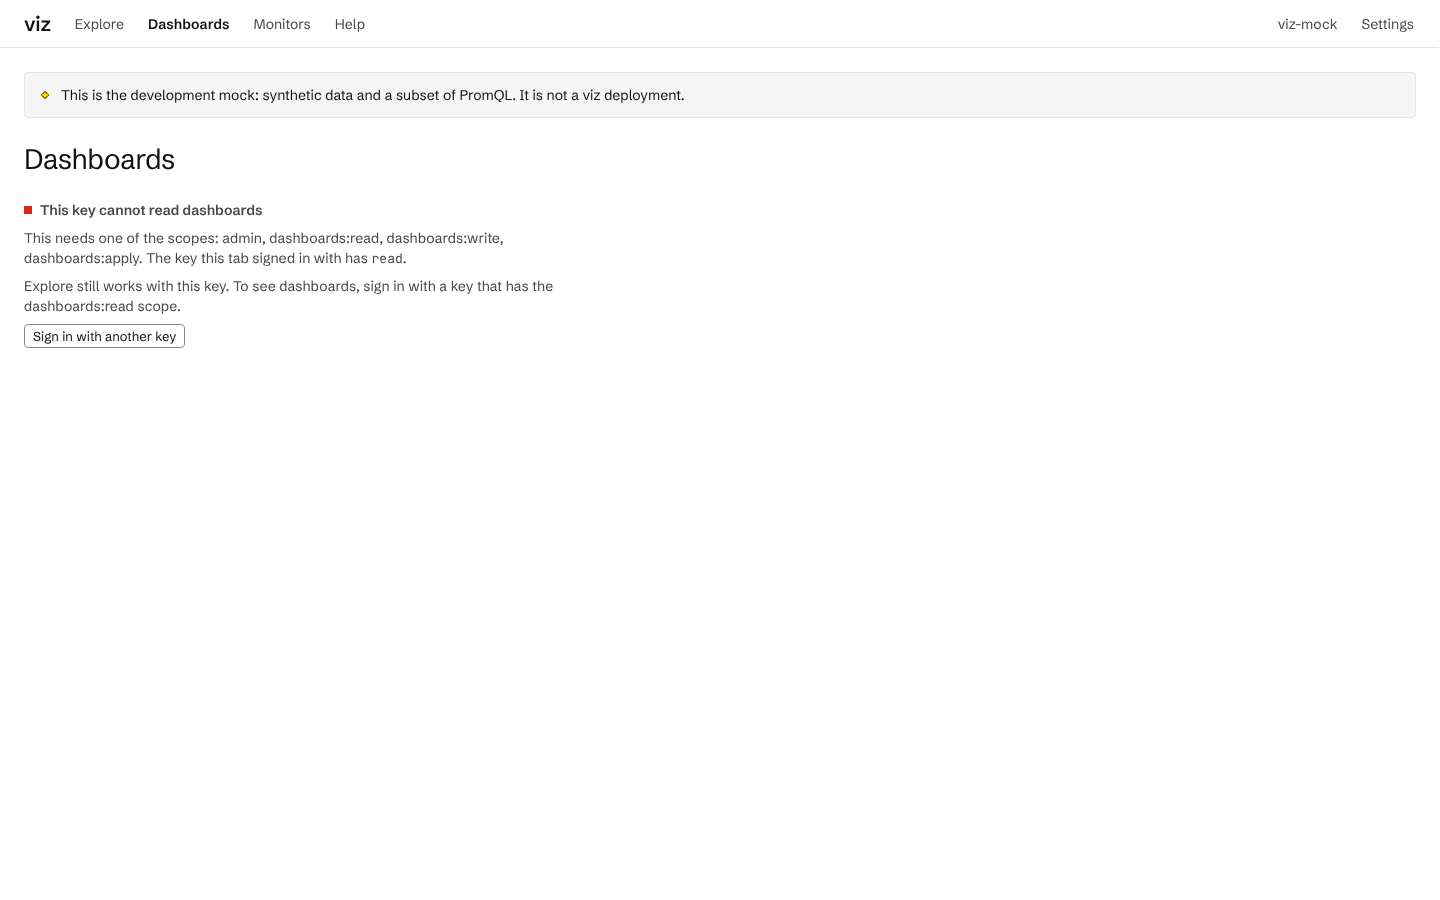 viz Explore Dashboards Monitors Help viz-mock Settings
This is the development mock: synthetic data and a subset of PromQL. It is not a viz deployment.
Dashboards
This key cannot read dashboards
This needs one of the scopes: admin, dashboards:read, dashboards:write,
dashboards:apply. The key this tab signed in with has read.
Explore still works with this key. To see dashboards, sign in with a key that has the
dashboards:read scope.
Sign in with another key